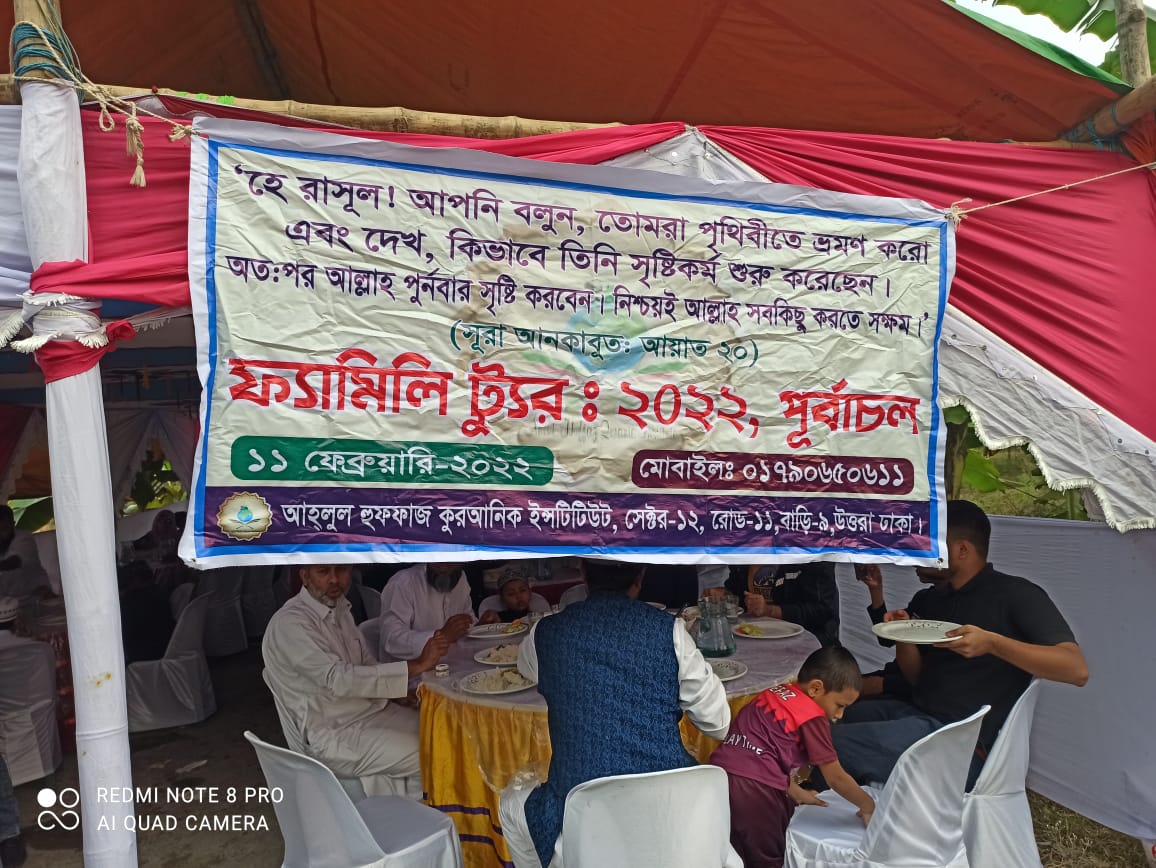 ‘হে রাসূল! আপনি বলুন, তোমরা পৃথিবীতে ভ্রমণ করো
এবং দেখ, কিভাবে তিনি সৃষ্টিকর্ম শুরু করেছেন।
অত:পর আল্লাহ পুর্নবার সৃষ্টি করবেন। নিশ্চয়ই আল্লাহ সবকিছু করতে সক্ষম।’
(সূরা আনকাবুত: আয়াত ২০)
ফ্যামিলি ট্যুর ঃ ২০২২, পূর্বাচল
১১ ফেব্রুয়ারি-২০২২
মোবাইলঃ ০১৭৯০৬৫০৬১১
আহলুল হুফফাজ কুরআনিক ইন্সটিটিউট, সেক্টর-১২, রোড-১১,বাড়ি-৯,উত্তরা ঢাকা।
REDMI NOTE 8 PRO
AI QUAD CAMERA